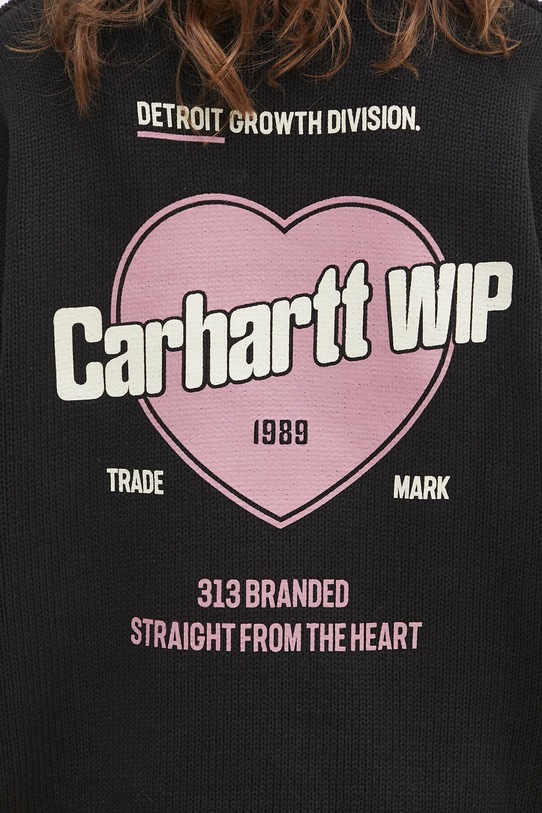 DETROIT GROWTH DIVISION.
Carhartt WIP
1989
TRADE MARK
313 BRANDED
STRAIGHT FROM THE HEART